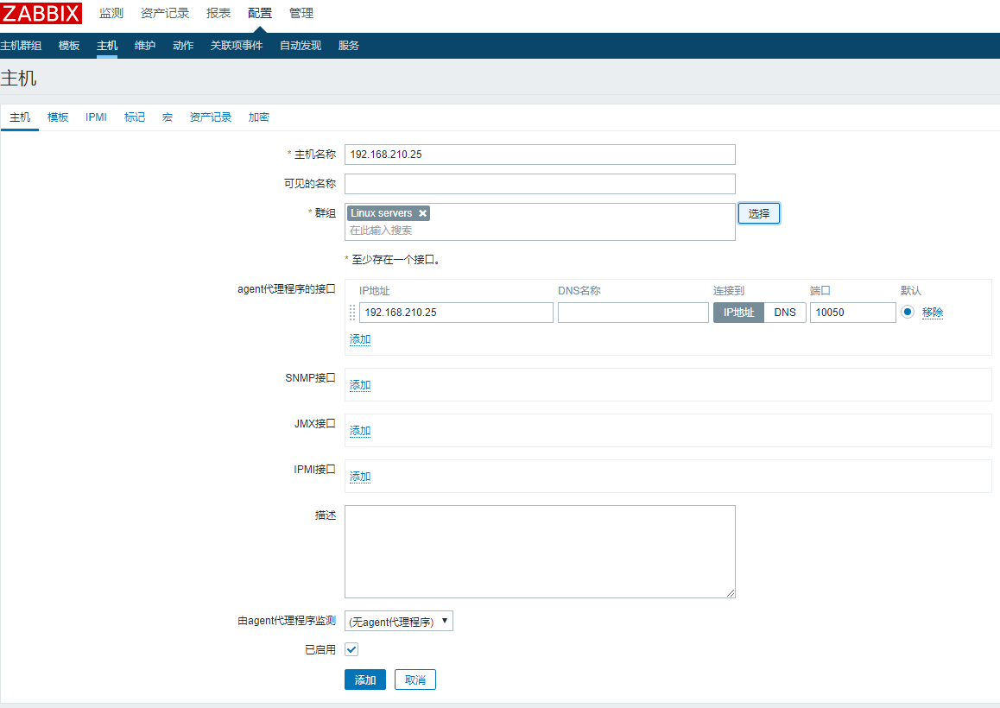 ZABBIX 监测 资产记录 报表 配置 管理
主机群组 模板 主机 维护 动作 关联项事件 自动发现 服务
主机
主机 模板 IPMI 标记 宏 资产记录 加密
* 主机名称 192.168.210.25
可见的名称
* 群组 Linux servers 选择
在此输入搜索
* 至少存在一个接口。
agent代理程序的接口 IP地址 DNS名称 连接到 端口 默认
192.168.210.25 IP地址 DNS 10050 移除
添加
SNMP接口 添加
JMX接口 添加
IPMI接口 添加
描述
由agent代理程序监测 (无agent代理程序)
已启用
添加 取消